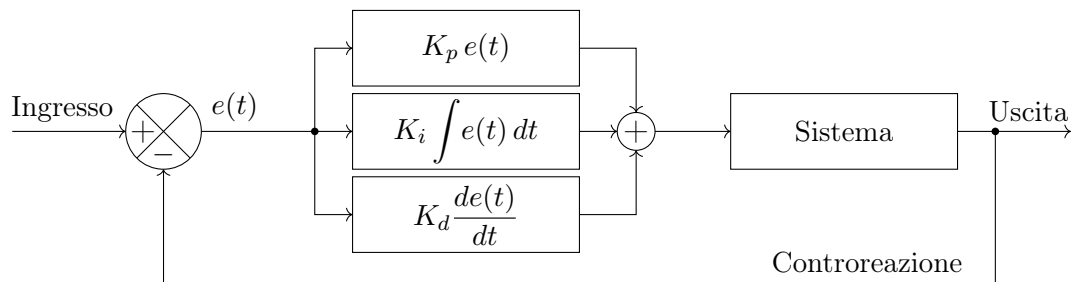 Ingresso
+
−
e(t)
K_p e(t)
K_i ∫ e(t) dt
K_d de(t)/dt
+
Sistema
Uscita
Controreazione